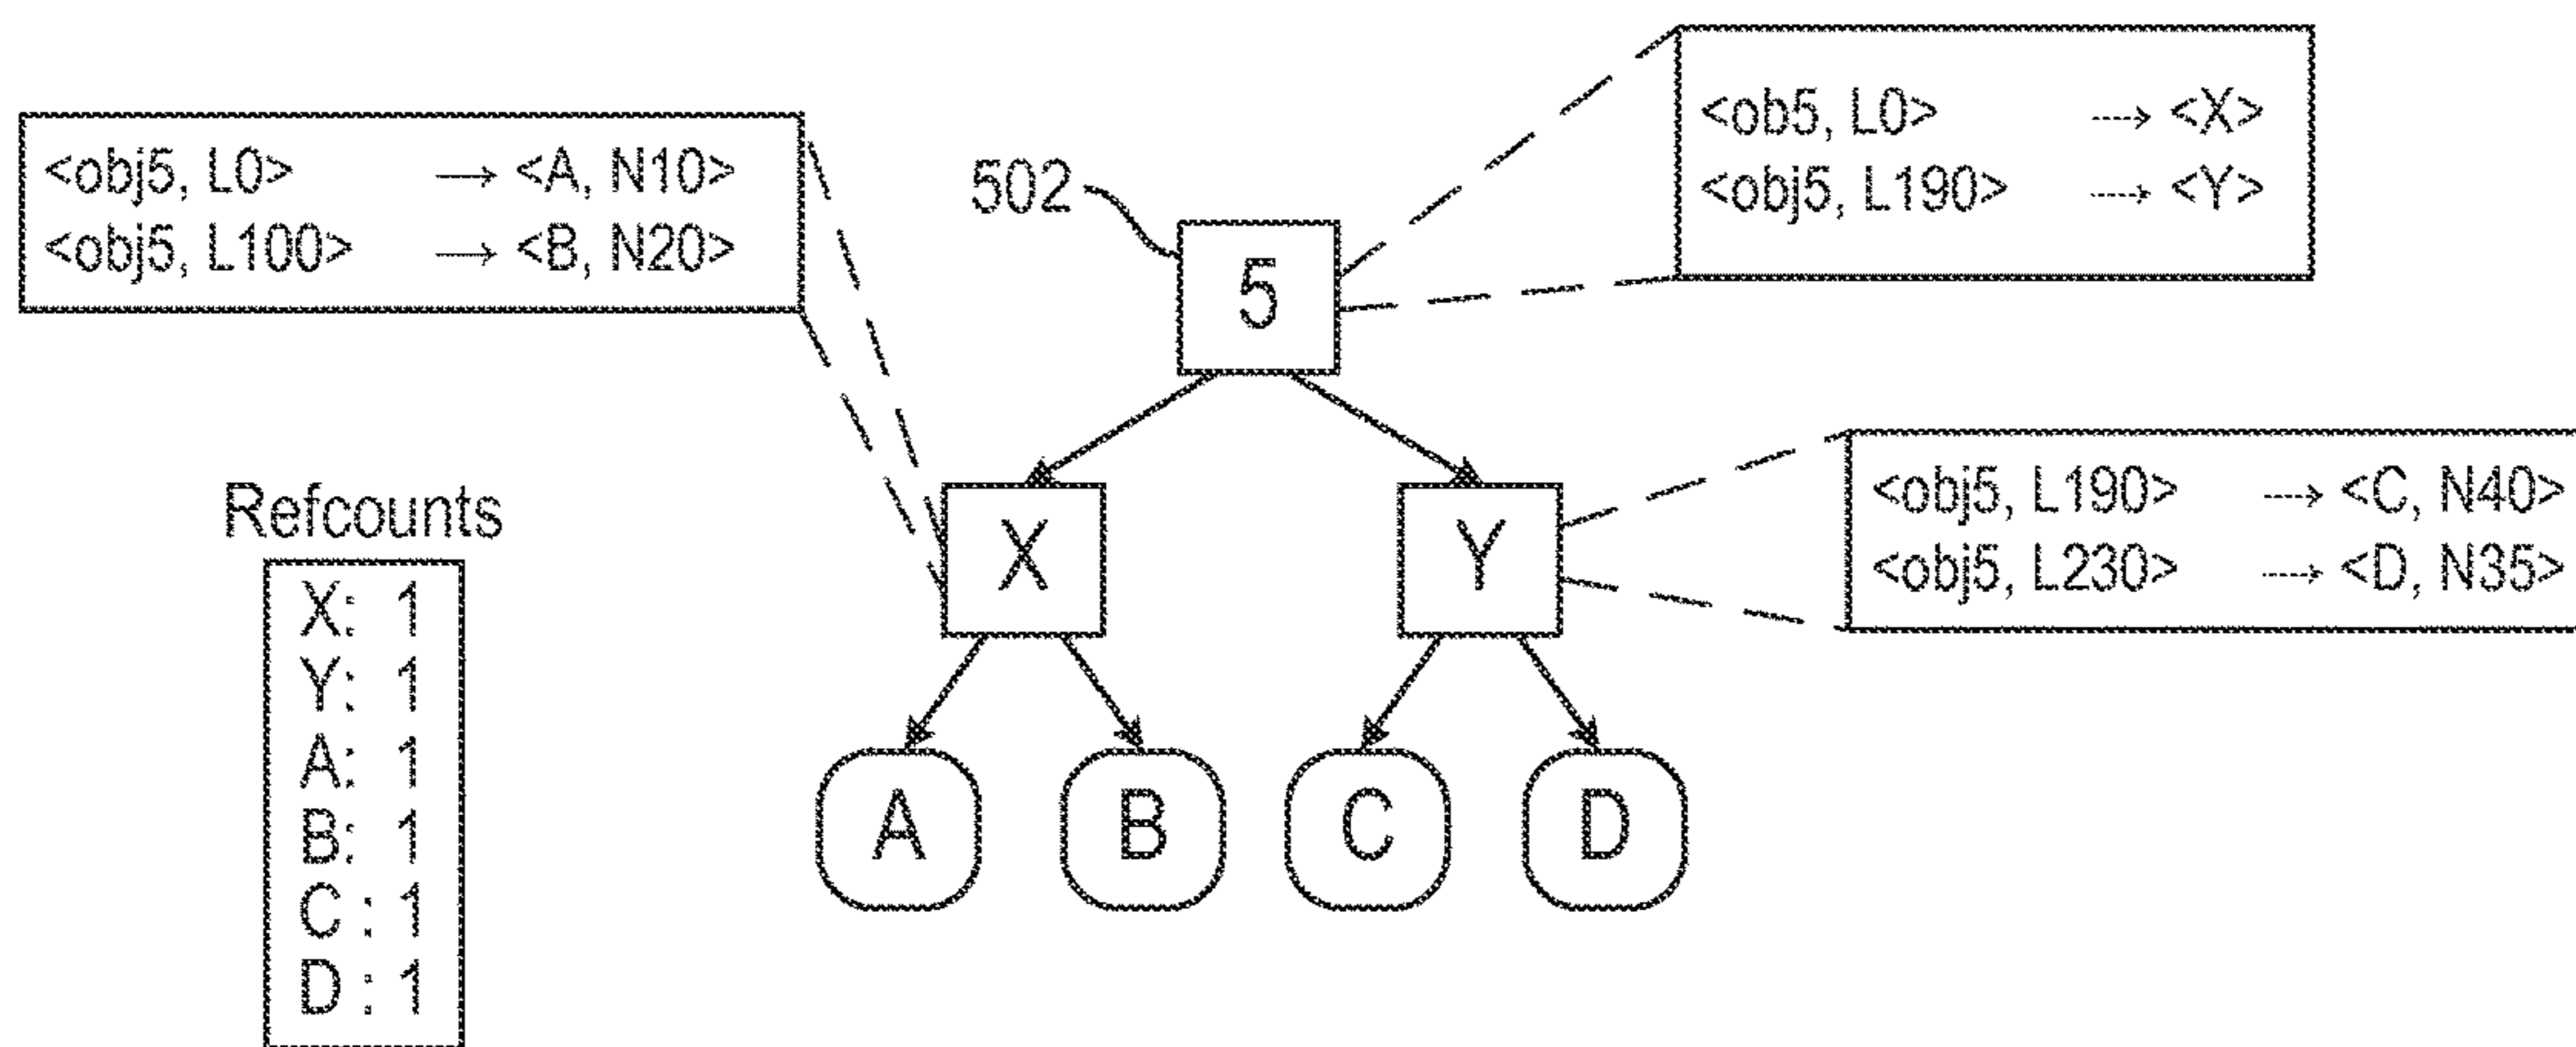 <ob5, L0> → <X>
<obj5, L190> → <Y>
<obj5, L0> → <A, N10>
<obj5, L100> → <B, N20>
502
5
<obj5, L190> → <C, N40>
<obj5, L230> → <D, N35>
X
Y
Refcounts
X: 1
Y: 1
A: 1
B: 1
C : 1
D : 1
A
B
C
D